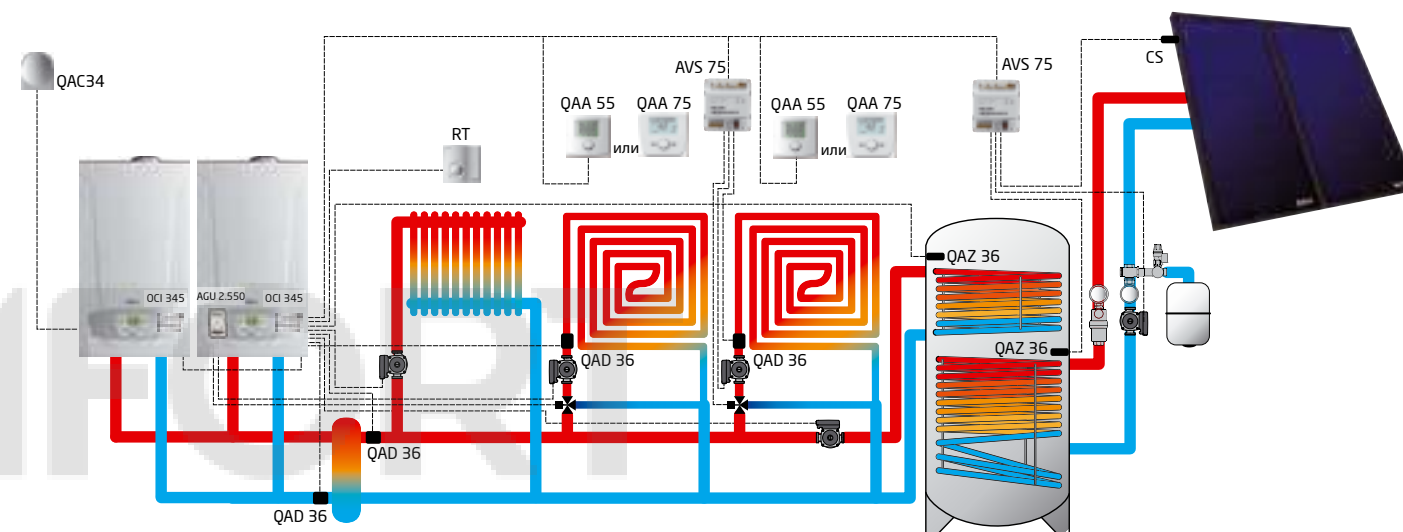 QAC34
RT
QAA 55
или
QAA 75
AVS 75
QAA 55
или
QAA 75
AVS 75
CS
OCI 345
AGU 2.550
OCI 345
QAZ 36
QAZ 36
QAD 36
QAD 36
QAD 36
QAD 36